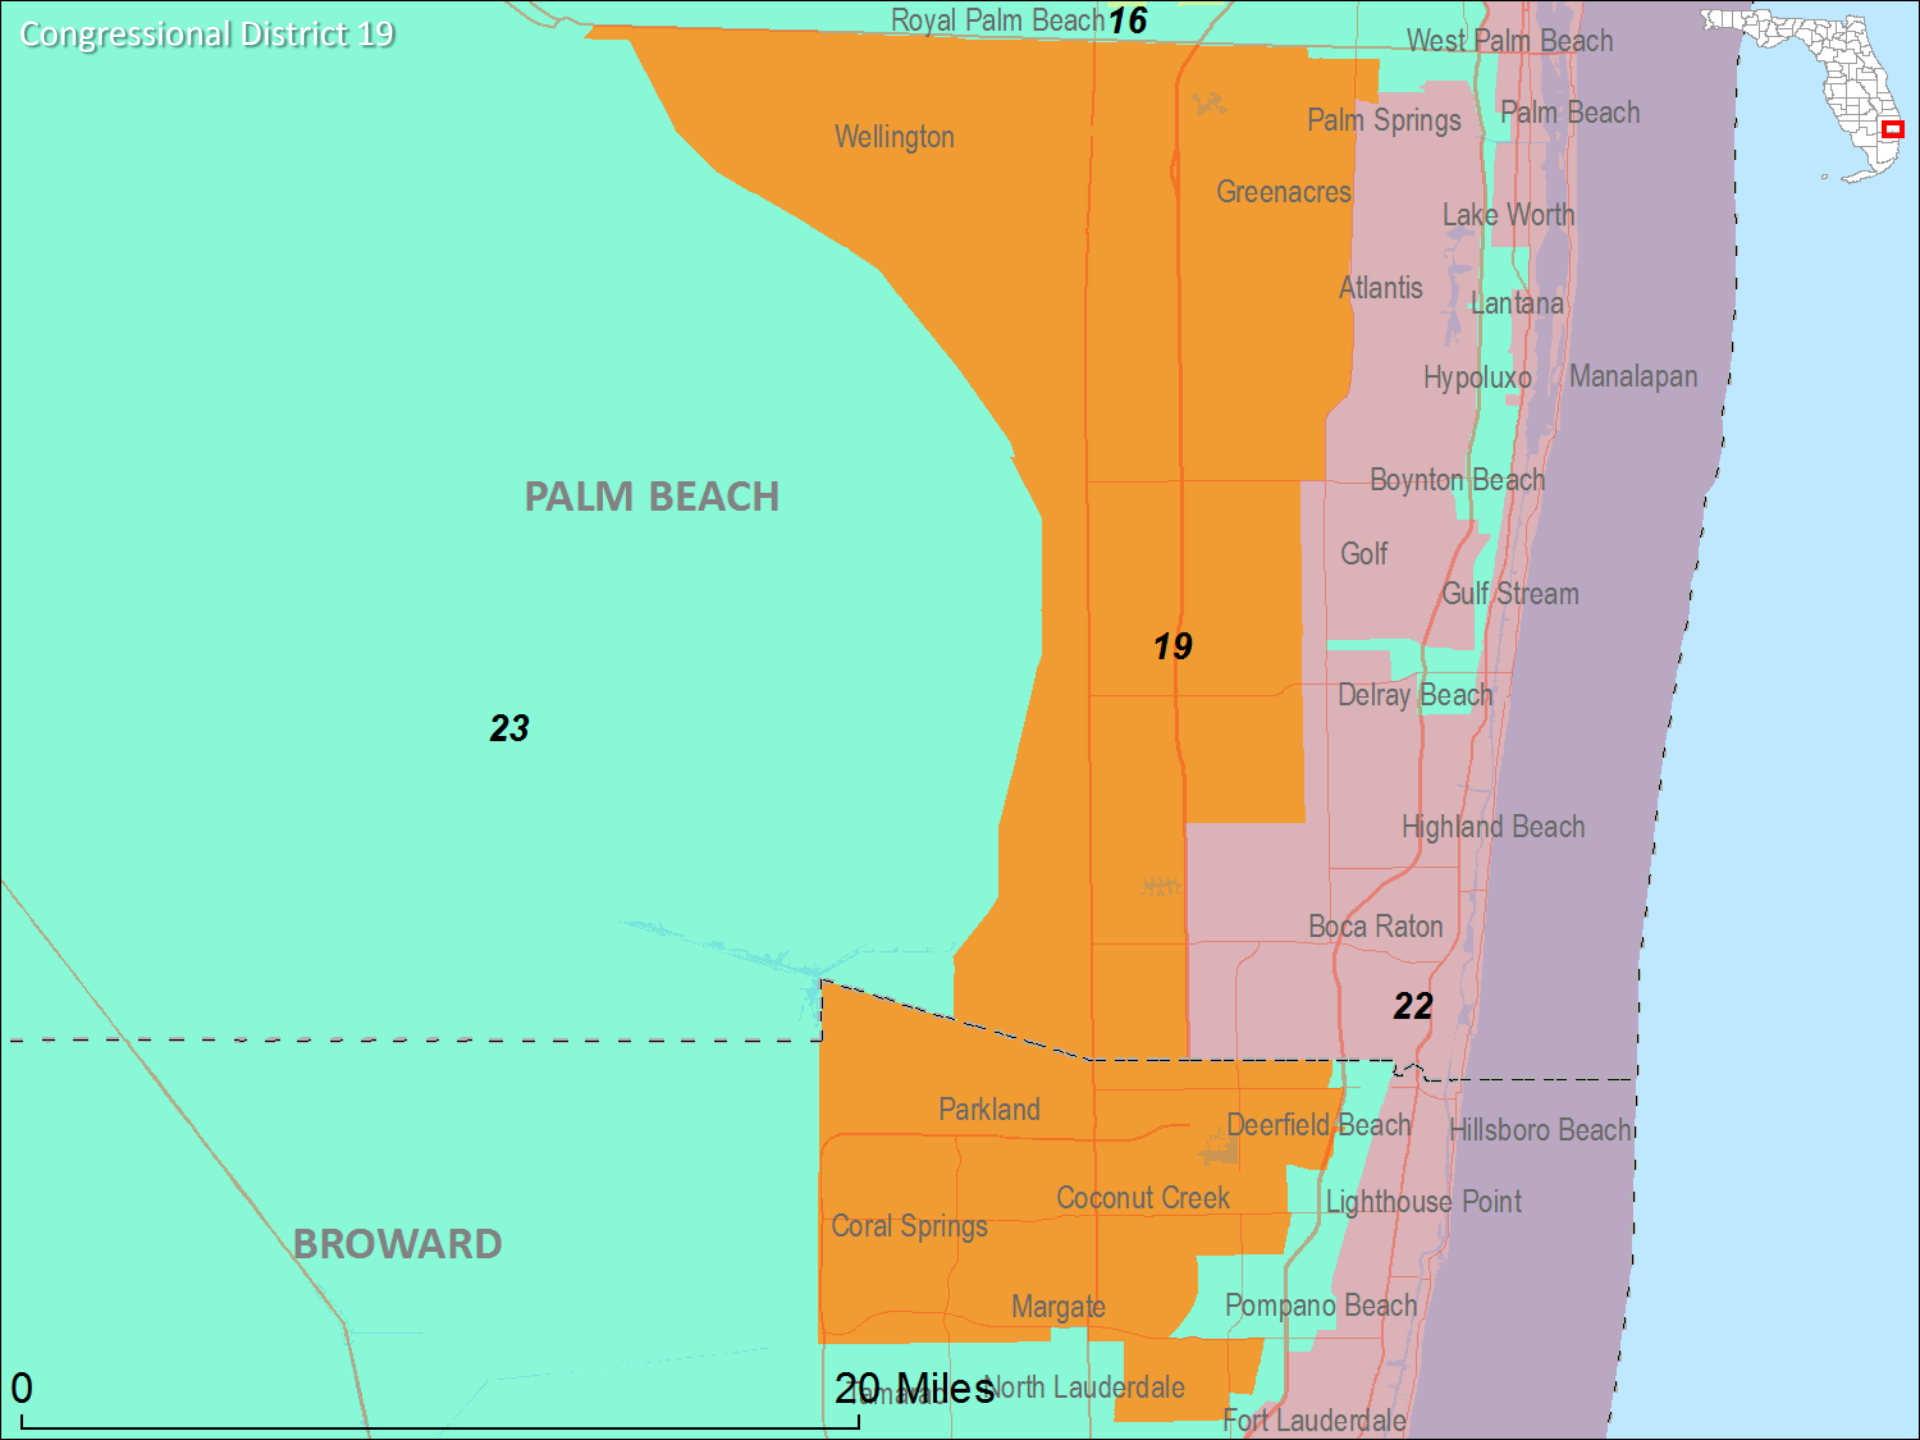 Congressional District 19
Royal Palm Beach 16
West Palm Beach
Palm Beach
Palm Springs
Wellington
Greenacres
Lake Worth
Atlantis
Lantana
Hypoluxo
Manalapan
Boynton Beach
PALM BEACH
Golf
Gulf Stream
19
Delray Beach
23
Highland Beach
Boca Raton
22
Parkland
Deerfield Beach
Hillsboro Beach
Coconut Creek
Lighthouse Point
Coral Springs
BROWARD
Margate
Pompano Beach
0
20 Miles
Tamarac
North Lauderdale
Fort Lauderdale